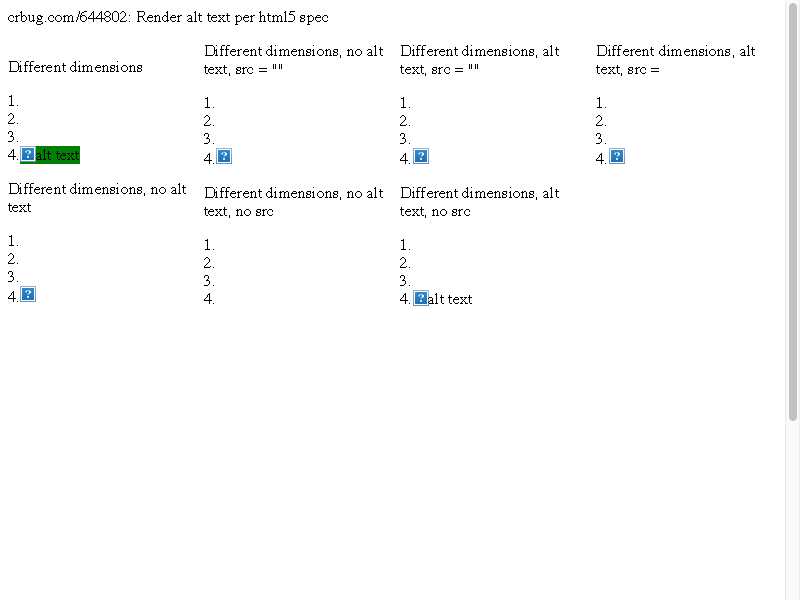 crbug.com/644802: Render alt text per html5 spec
Different dimensions
1.
2.
3.
4. ? alt text
Different dimensions, no alt
text, src = ""
1.
2.
3.
4. ?
Different dimensions, alt
text, src = ""
1.
2.
3.
4. ?
Different dimensions, alt
text, src =
1.
2.
3.
4. ?
Different dimensions, no alt
text
1.
2.
3.
4. ?
Different dimensions, no alt
text, no src
1.
2.
3.
4.
Different dimensions, alt
text, no src
1.
2.
3.
4. ? alt text